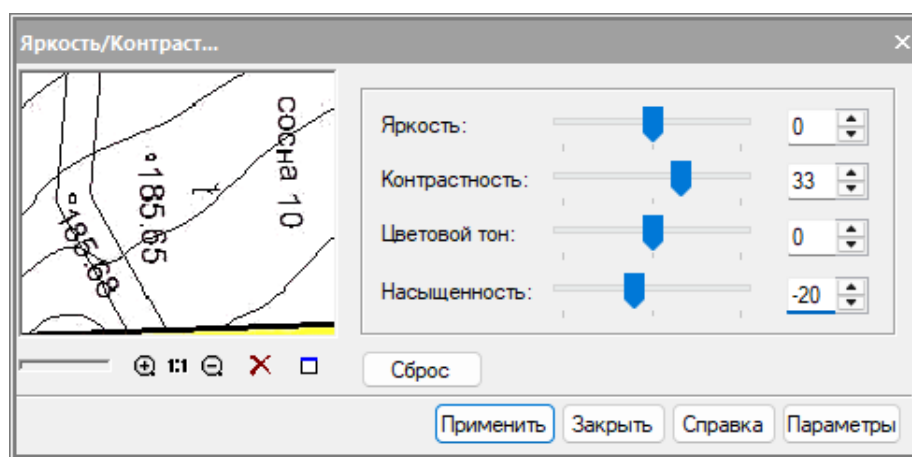 Яркость/Контраст...
сосна 10
185.65
185.68
Яркость: 0
Контрастность: 33
Цветовой тон: 0
Насыщенность: -20
1:1
Сброс
Применить Закрыть Справка Параметры